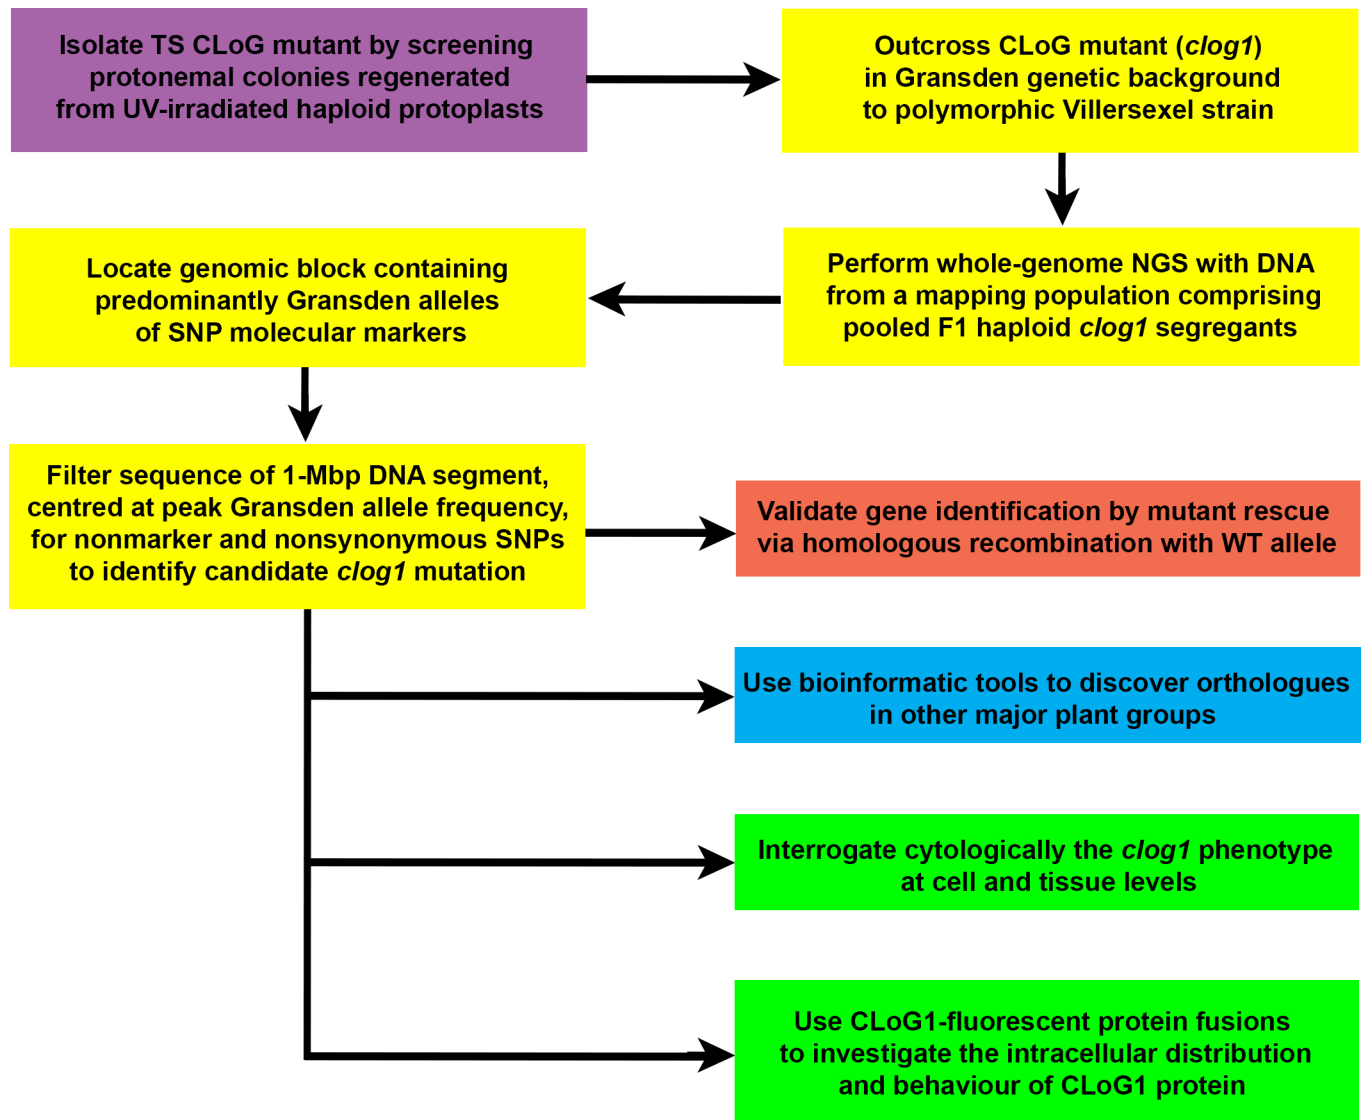 Isolate TS CLoG mutant by screening
protonemal colonies regenerated
from UV-irradiated haploid protoplasts
Outcross CLoG mutant (clog1)
in Gransden genetic background
to polymorphic Villersexel strain
Perform whole-genome NGS with DNA
from a mapping population comprising
pooled F1 haploid clog1 segregants
Locate genomic block containing
predominantly Gransden alleles
of SNP molecular markers
Filter sequence of 1-Mbp DNA segment,
centred at peak Gransden allele frequency,
for nonmarker and nonsynonymous SNPs
to identify candidate clog1 mutation
Validate gene identification by mutant rescue
via homologous recombination with WT allele
Use bioinformatic tools to discover orthologues
in other major plant groups
Interrogate cytologically the clog1 phenotype
at cell and tissue levels
Use CLoG1-fluorescent protein fusions
to investigate the intracellular distribution
and behaviour of CLoG1 protein